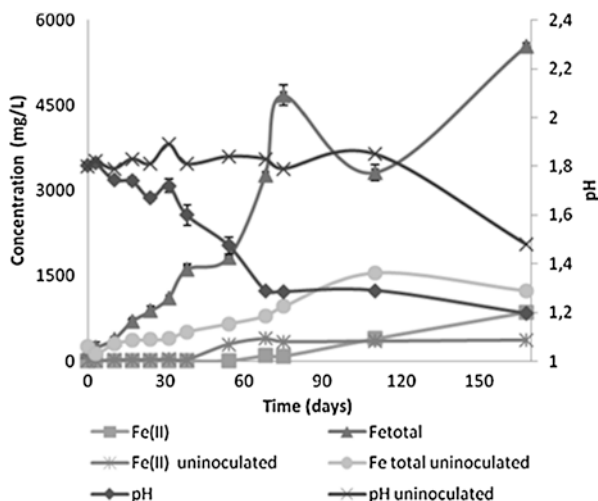 6000
4500
3000
1500
0
Concentration (mg/L)
2,4
2,2
2
1,8
1,6
1,4
1,2
1
pH
0 30 60 90 120 150
Time (days)
Fe(II) Fetotal
Fe(II) uninoculated Fe total uninoculated
pH pH uninoculated